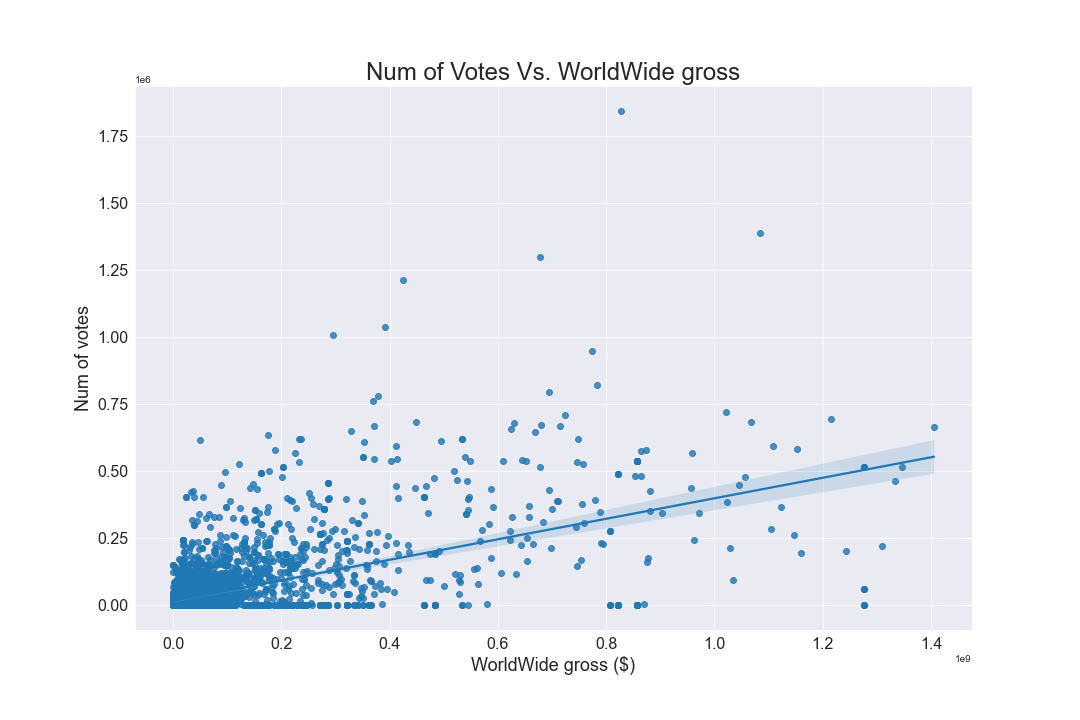 Num of Votes Vs. WorldWide gross
1e6
1.75
1.50
1.25
1.00
0.75
0.50
0.25
0.00
Num of votes
0.0 0.2 0.4 0.6 0.8 1.0 1.2 1.4
1e9
WorldWide gross ($)